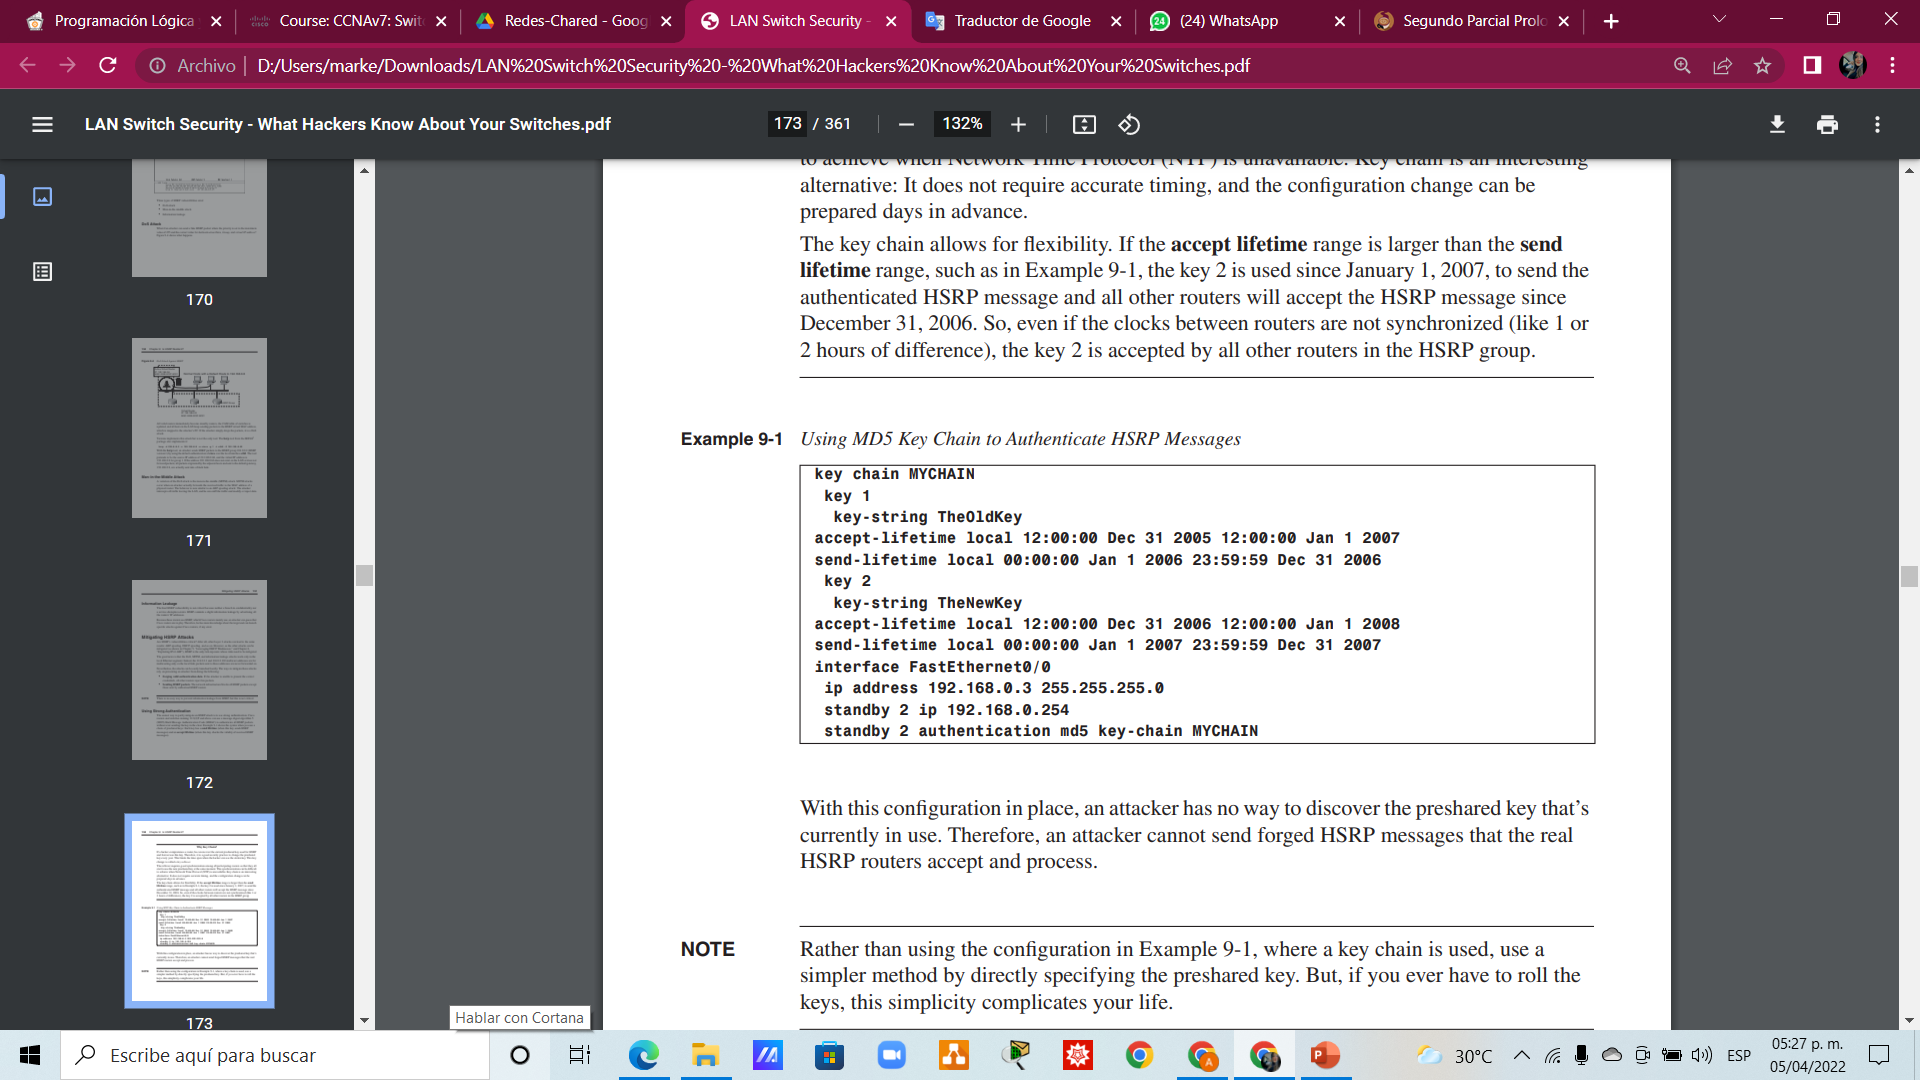 Programación Lógica
Course: CCNAv7: Swit
Redes-Chared - Goog
LAN Switch Security -
Traductor de Google
(24) WhatsApp
Segundo Parcial Prolo
Archivo
D:/Users/marke/Downloads/LAN%20Switch%20Security%20-%20What%20Hackers%20Know%20About%20Your%20Switches.pdf
LAN Switch Security - What Hackers Know About Your Switches.pdf
173 / 361
132%
170
171
172
173
to achieve when Network Time Protocol (NTP) is unavailable. Key chain is an interesting
alternative: It does not require accurate timing, and the configuration change can be
prepared days in advance.
The key chain allows for flexibility. If the accept lifetime range is larger than the send
lifetime range, such as in Example 9-1, the key 2 is used since January 1, 2007, to send the
authenticated HSRP message and all other routers will accept the HSRP message since
December 31, 2006. So, even if the clocks between routers are not synchronized (like 1 or
2 hours of difference), the key 2 is accepted by all other routers in the HSRP group.
Example 9-1 Using MD5 Key Chain to Authenticate HSRP Messages
key chain MYCHAIN
key 1
key-string TheOldKey
accept-lifetime local 12:00:00 Dec 31 2005 12:00:00 Jan 1 2007
send-lifetime local 00:00:00 Jan 1 2006 23:59:59 Dec 31 2006
key 2
key-string TheNewKey
accept-lifetime local 12:00:00 Dec 31 2006 12:00:00 Jan 1 2008
send-lifetime local 00:00:00 Jan 1 2007 23:59:59 Dec 31 2007
interface FastEthernet0/0
ip address 192.168.0.3 255.255.255.0
standby 2 ip 192.168.0.254
standby 2 authentication md5 key-chain MYCHAIN
With this configuration in place, an attacker has no way to discover the preshared key that's
currently in use. Therefore, an attacker cannot send forged HSRP messages that the real
HSRP routers accept and process.
NOTE Rather than using the configuration in Example 9-1, where a key chain is used, use a
simpler method by directly specifying the preshared key. But, if you ever have to roll the
keys, this simplicity complicates your life.
Hablar con Cortana
Escribe aquí para buscar
30°C
ESP
05:27 p. m.
05/04/2022